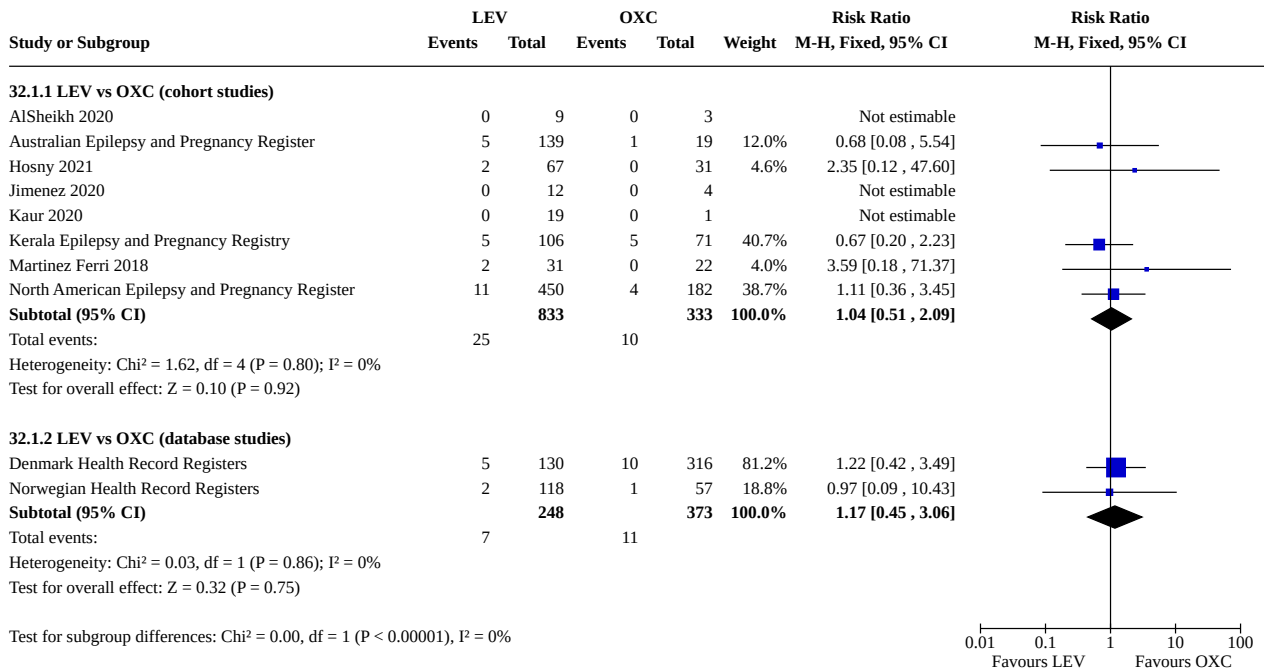 LEV OXC Risk Ratio Risk Ratio
Study or Subgroup Events Total Events Total Weight M-H, Fixed, 95% CI M-H, Fixed, 95% CI
32.1.1 LEV vs OXC (cohort studies)
AlSheikh 2020 0 9 0 3 Not estimable
Australian Epilepsy and Pregnancy Register 5 139 1 19 12.0% 0.68 [0.08 , 5.54]
Hosny 2021 2 67 0 31 4.6% 2.35 [0.12 , 47.60]
Jimenez 2020 0 12 0 4 Not estimable
Kaur 2020 0 19 0 1 Not estimable
Kerala Epilepsy and Pregnancy Registry 5 106 5 71 40.7% 0.67 [0.20 , 2.23]
Martinez Ferri 2018 2 31 0 22 4.0% 3.59 [0.18 , 71.37]
North American Epilepsy and Pregnancy Register 11 450 4 182 38.7% 1.11 [0.36 , 3.45]
Subtotal (95% CI) 833 333 100.0% 1.04 [0.51 , 2.09]
Total events: 25 10
Heterogeneity: Chi² = 1.62, df = 4 (P = 0.80); I² = 0%
Test for overall effect: Z = 0.10 (P = 0.92)
32.1.2 LEV vs OXC (database studies)
Denmark Health Record Registers 5 130 10 316 81.2% 1.22 [0.42 , 3.49]
Norwegian Health Record Registers 2 118 1 57 18.8% 0.97 [0.09 , 10.43]
Subtotal (95% CI) 248 373 100.0% 1.17 [0.45 , 3.06]
Total events: 7 11
Heterogeneity: Chi² = 0.03, df = 1 (P = 0.86); I² = 0%
Test for overall effect: Z = 0.32 (P = 0.75)
Test for subgroup differences: Chi² = 0.00, df = 1 (P < 0.00001), I² = 0%
0.01 0.1 1 10 100
Favours LEV Favours OXC